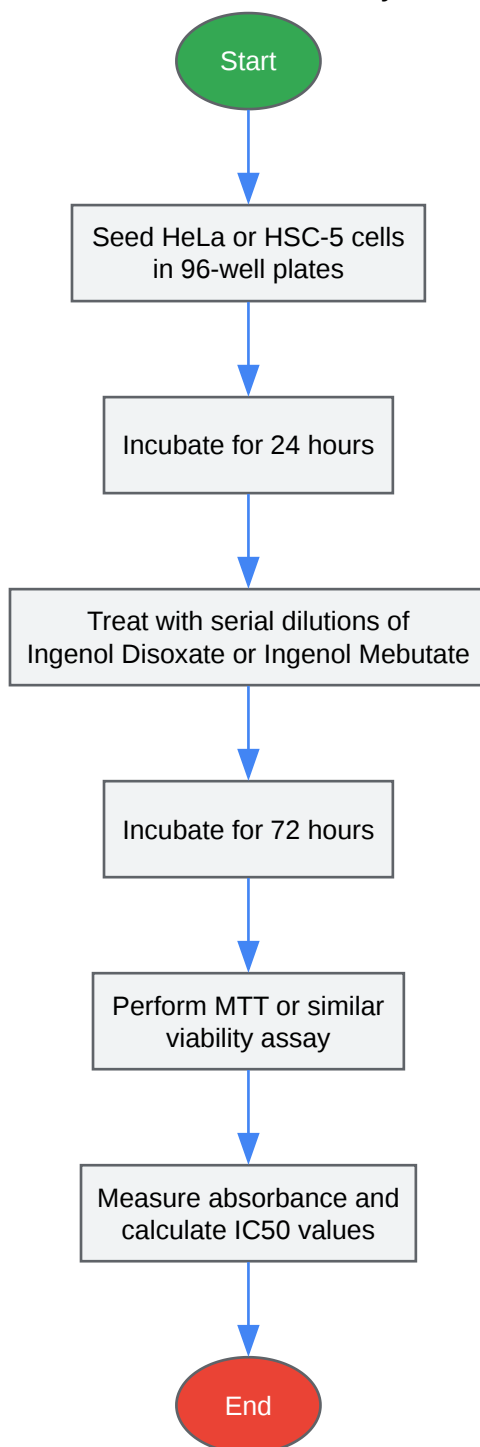 Start
Seed HeLa or HSC-5 cells
in 96-well plates
Incubate for 24 hours
Treat with serial dilutions of
Ingenol Disoxate or Ingenol Mebutate
Incubate for 72 hours
Perform MTT or similar
viability assay
Measure absorbance and
calculate IC50 values
End